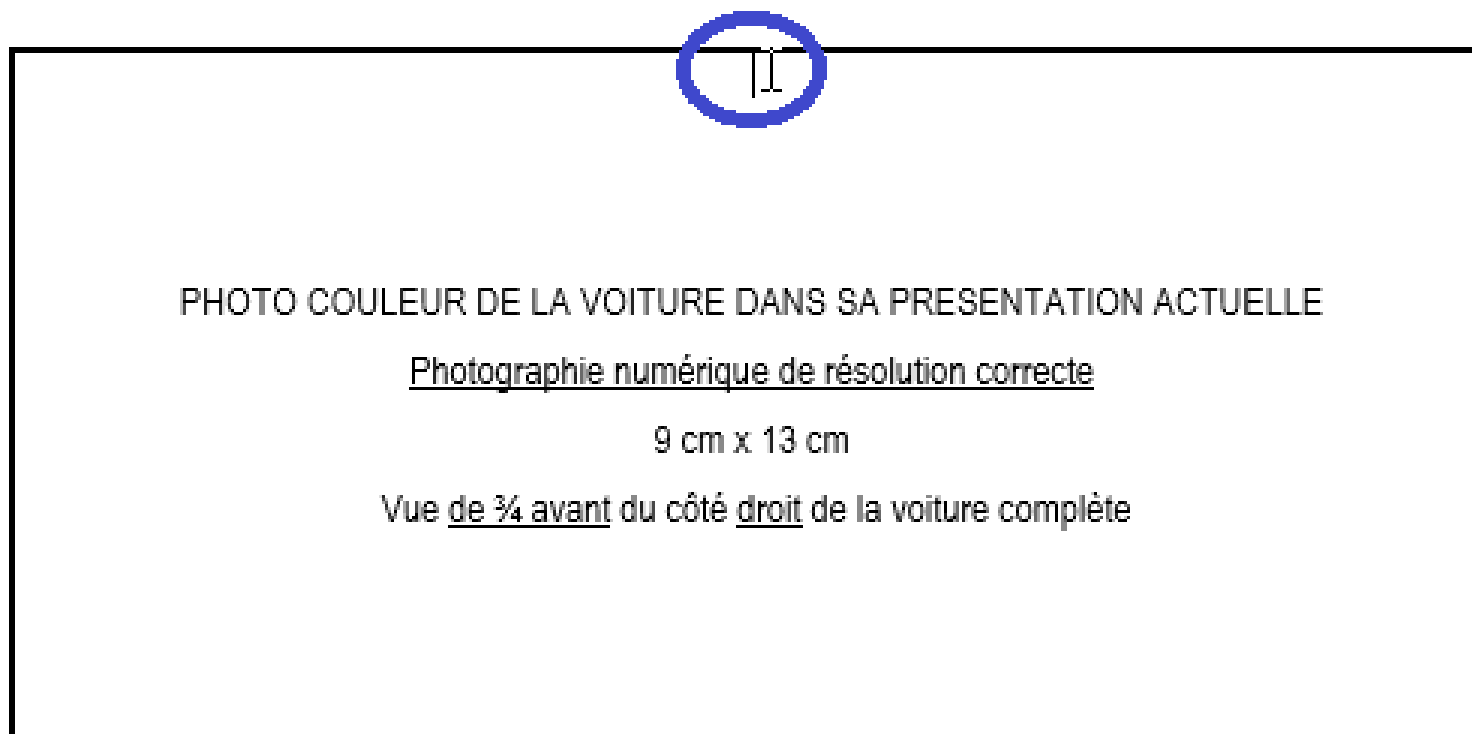 PHOTO COULEUR DE LA VOITURE DANS SA PRESENTATION ACTUELLE
Photographie numérique de résolution correcte
9 cm x 13 cm
Vue de ¾ avant du côté droit de la voiture complète